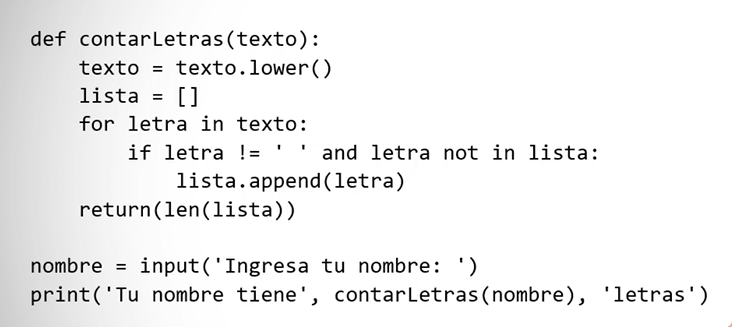 def contarLetras(texto):
    texto = texto.lower()
    lista = []
    for letra in texto:
        if letra != ' ' and letra not in lista:
            lista.append(letra)
    return(len(lista))

nombre = input('Ingresa tu nombre: ')
print('Tu nombre tiene', contarLetras(nombre), 'letras')